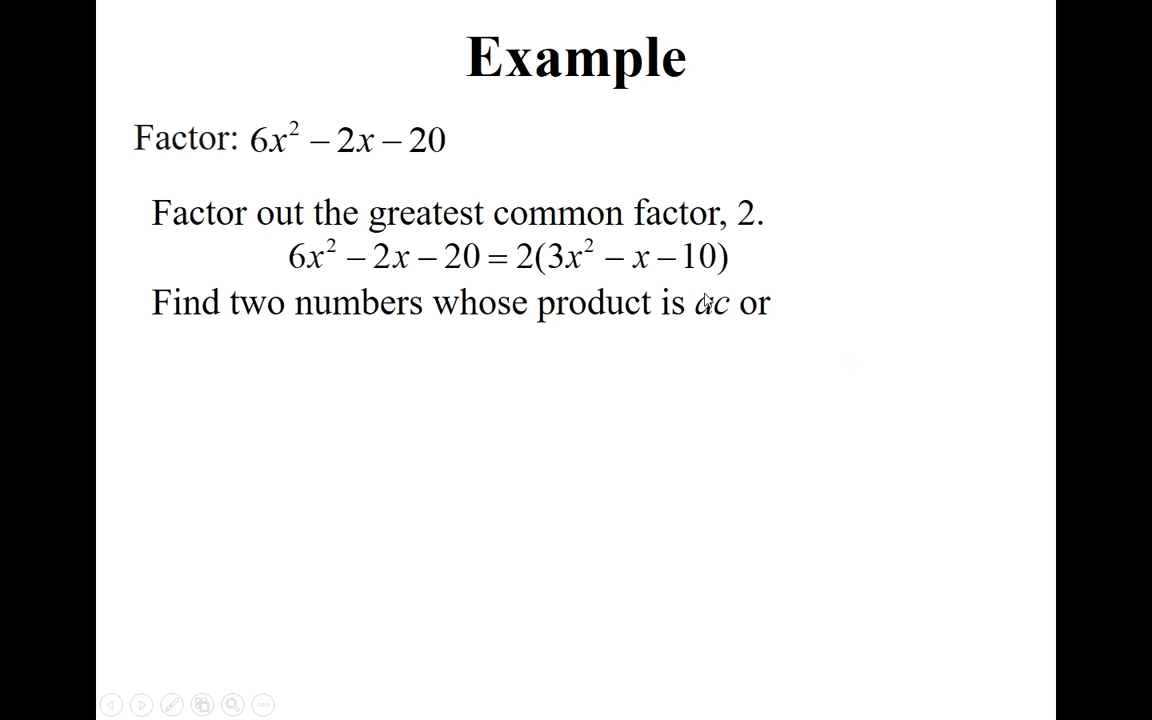 Example
Factor: 6x² – 2x – 20
Factor out the greatest common factor, 2.
6x² – 2x – 20 = 2(3x² – x – 10)
Find two numbers whose product is ac or